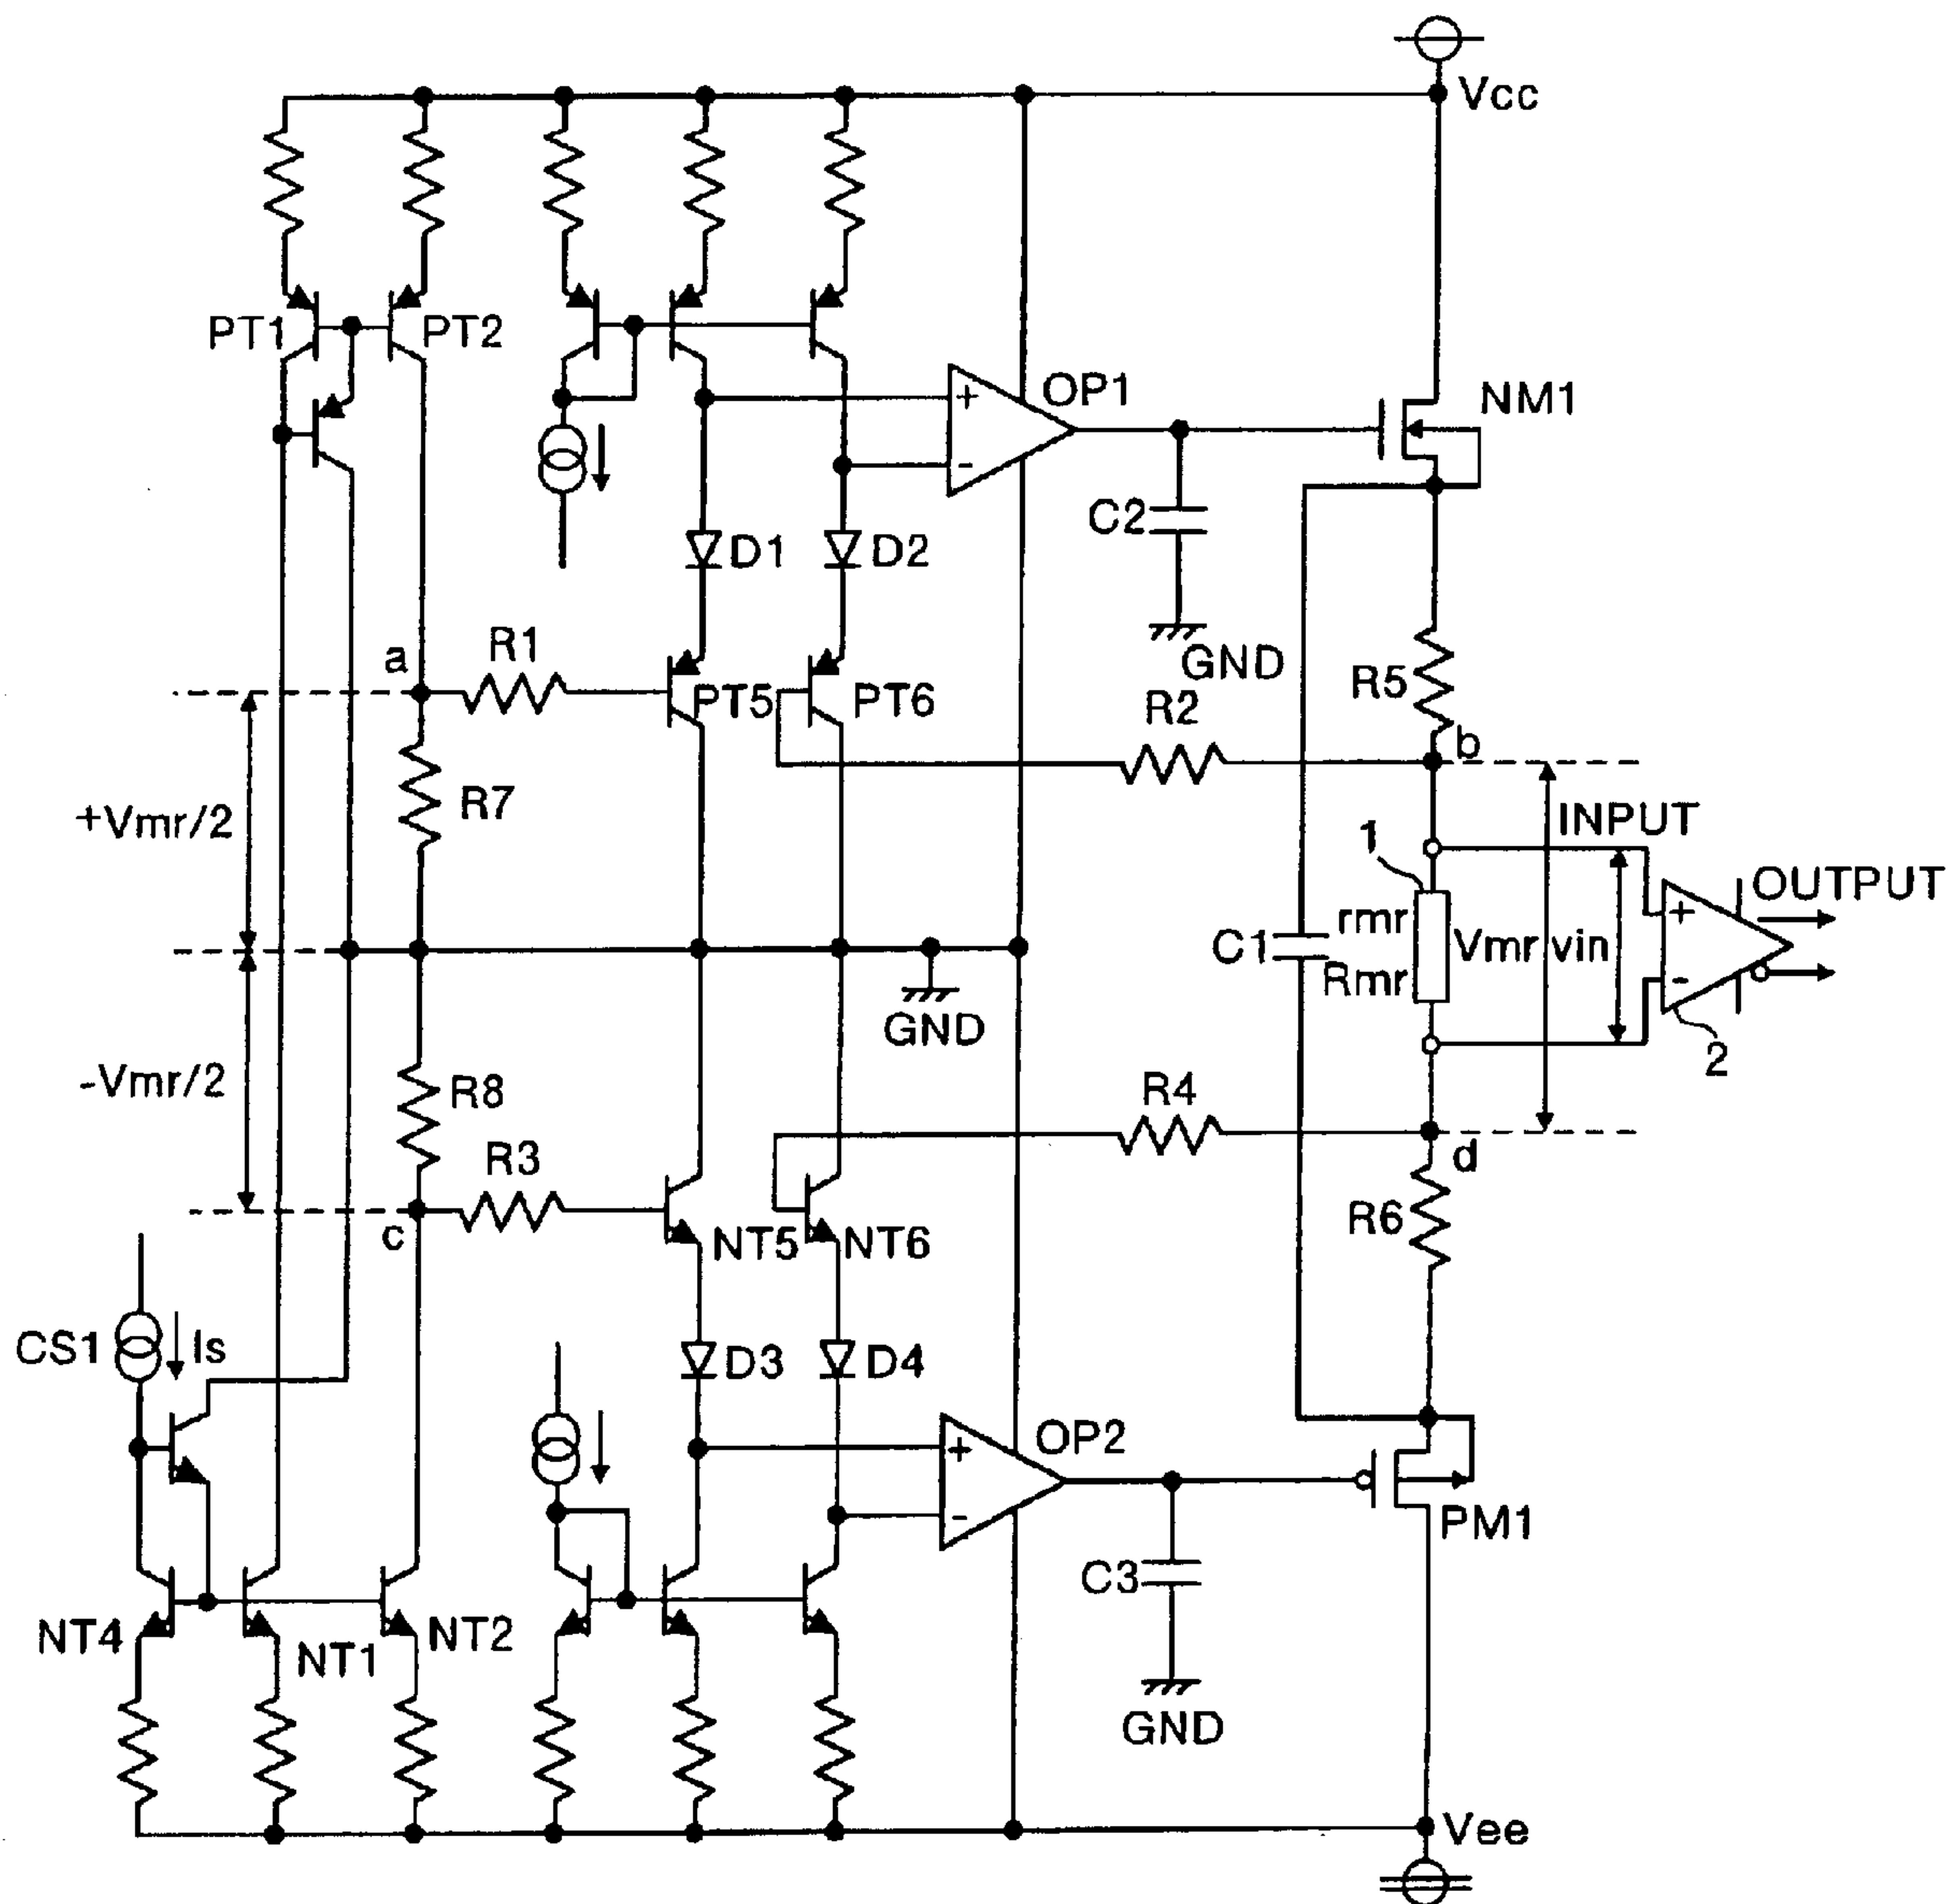 Vcc
PT1
PT2
+
-
OP1
NM1
C2
GND
D1
D2
a
R1
PT5
PT6
R2
R5
b
R7
+Vmr/2
INPUT
1
rmr
Rmr
Vmr
vin
+
-
OUTPUT
2
C1
GND
-Vmr/2
R8
R3
c
R4
d
R6
NT5
NT6
CS1
Is
D3
D4
+
-
OP2
PM1
C3
GND
NT4
NT1
NT2
Vee